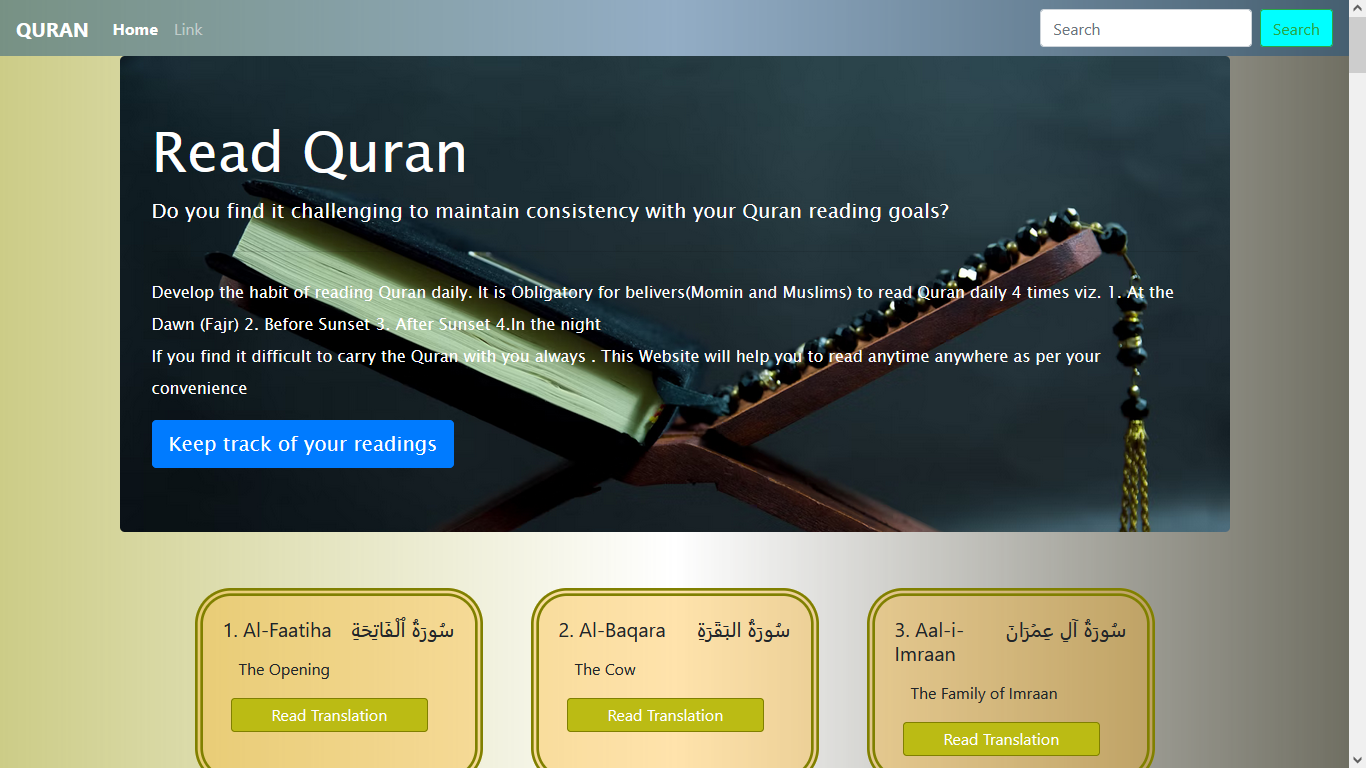 QURAN Home Link Search Search
Read Quran
Do you find it challenging to maintain consistency with your Quran reading goals?
Develop the habit of reading Quran daily. It is Obligatory for belivers(Momin and Muslims) to read Quran daily 4 times viz. 1. At the
Dawn (Fajr) 2. Before Sunset 3. After Sunset 4.In the night
If you find it difficult to carry the Quran with you always . This Website will help you to read anytime anywhere as per your
convenience
Keep track of your readings
1. Al-Faatiha سُورَةُ ٱلْفَاتِحَةِ
The Opening
Read Translation
2. Al-Baqara سُورَةُ البَقَرَةِ
The Cow
Read Translation
3. Aal-i-
Imraan سُورَةُ آلِ عِمۡرَانَ
The Family of Imraan
Read Translation